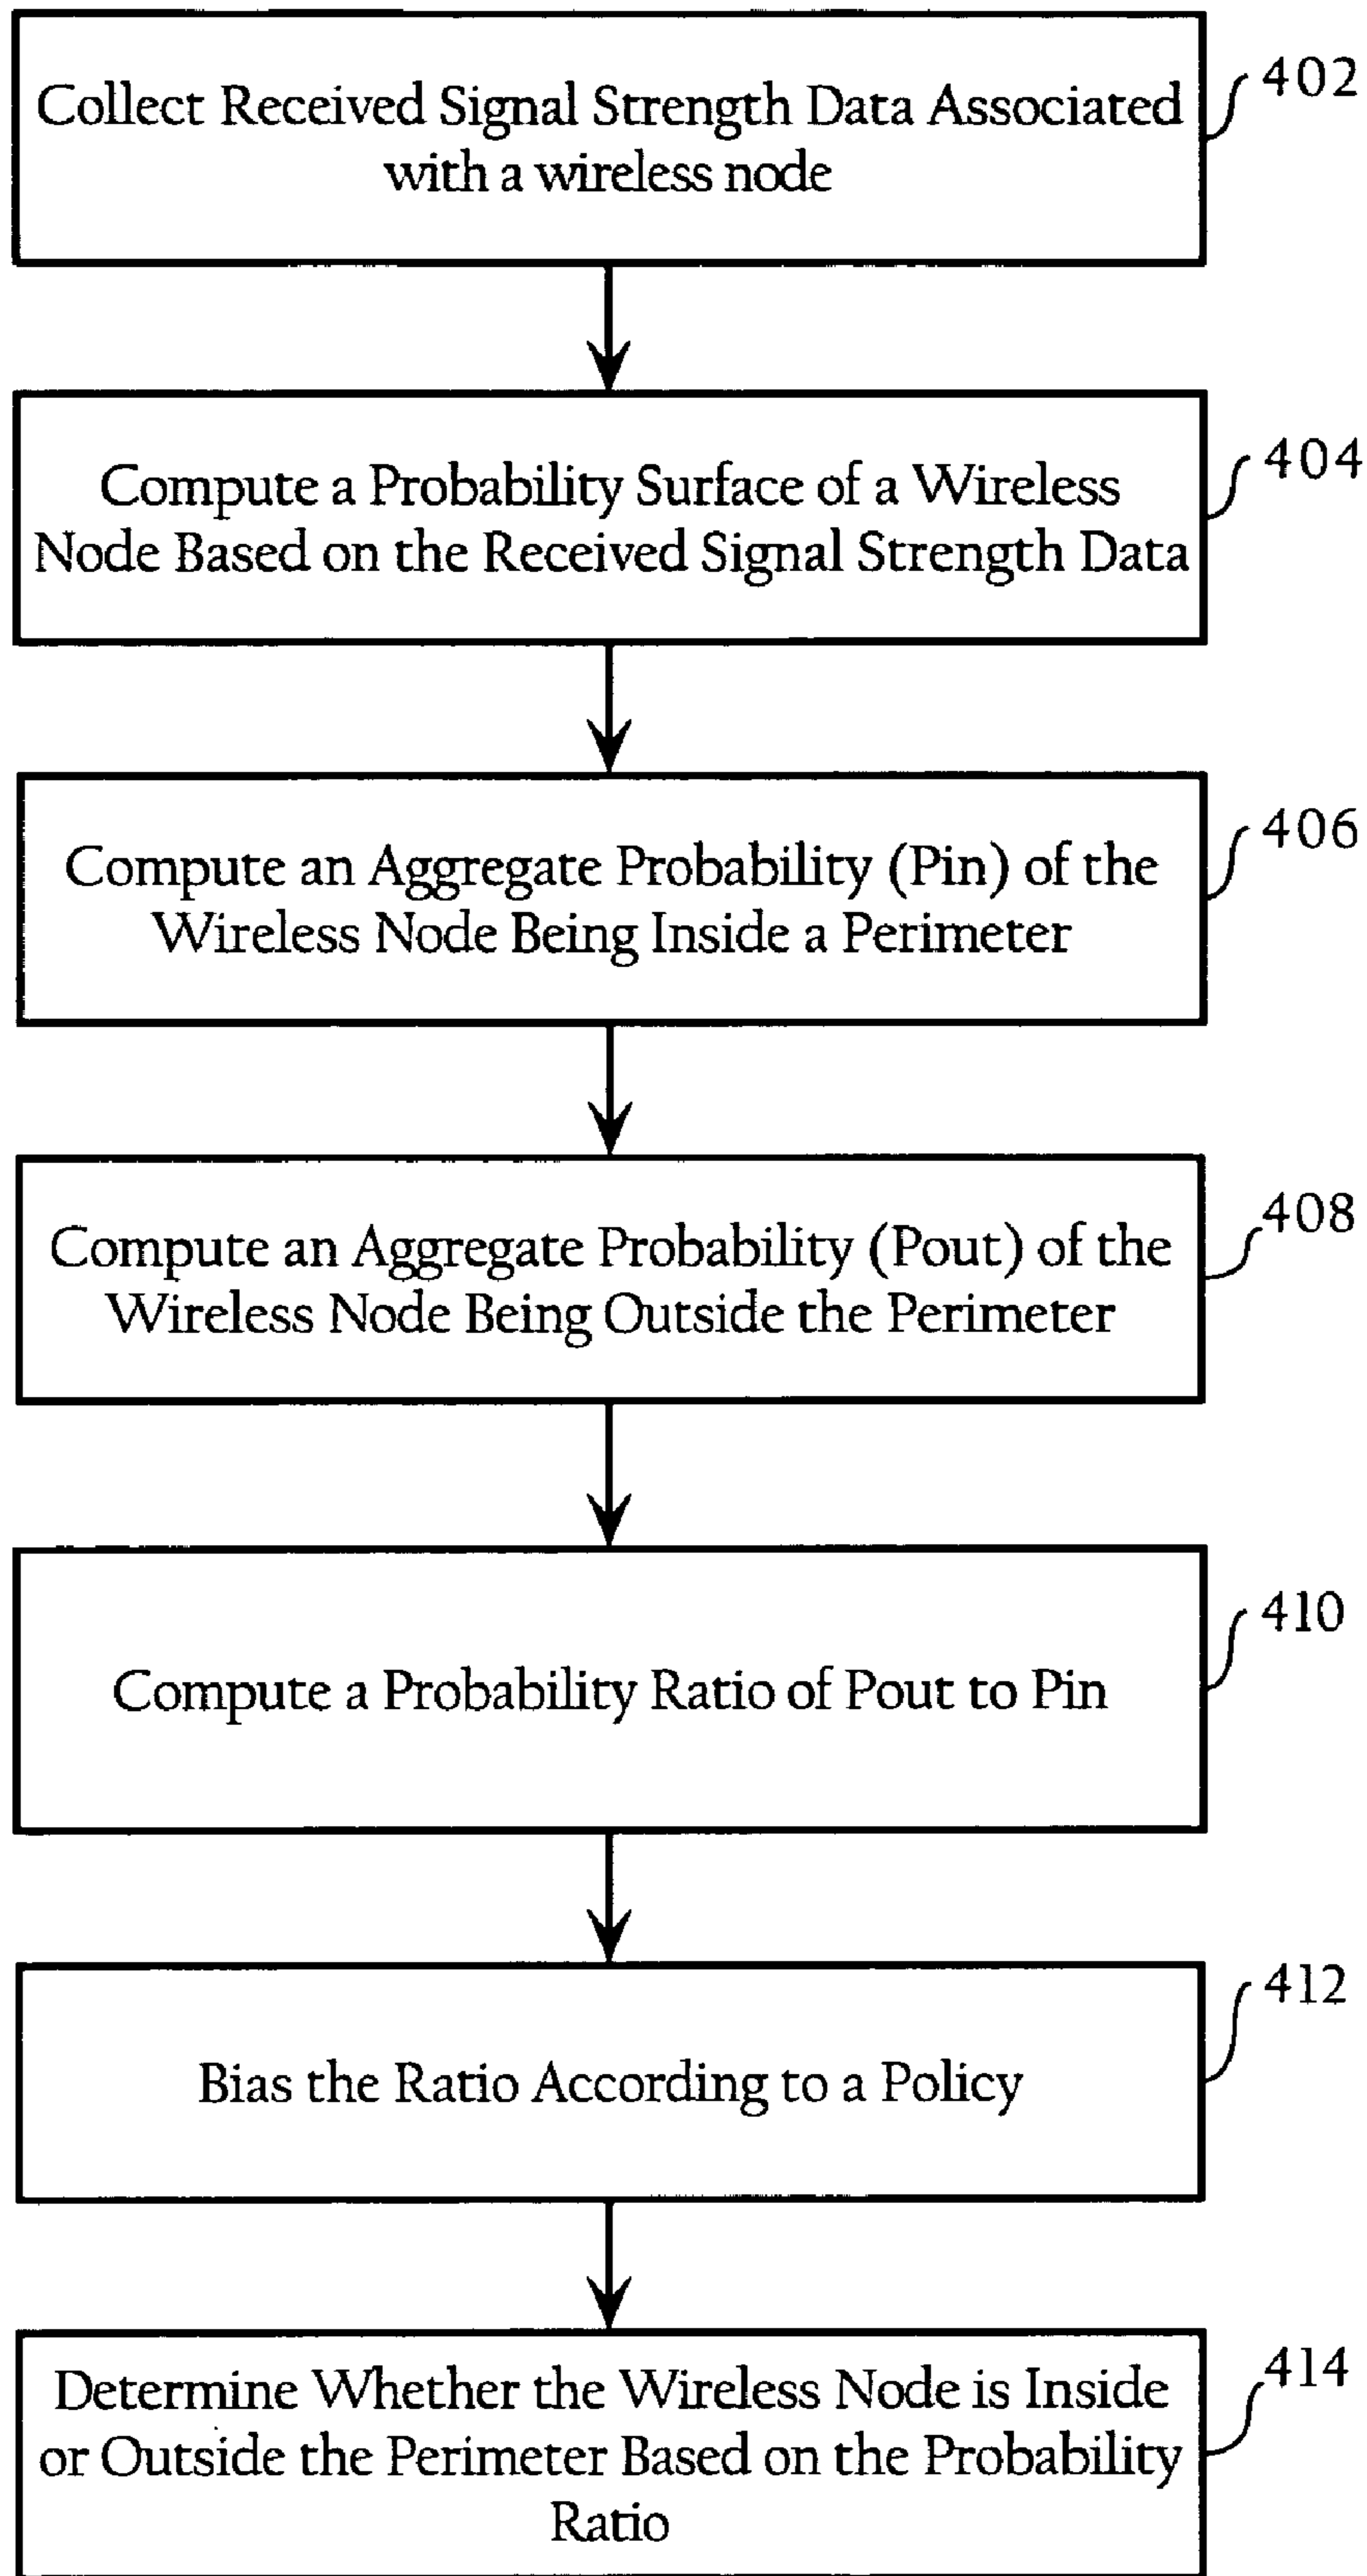 Collect Received Signal Strength Data Associated
with a wireless node
402
Compute a Probability Surface of a Wireless
Node Based on the Received Signal Strength Data
404
Compute an Aggregate Probability (Pin) of the
Wireless Node Being Inside a Perimeter
406
Compute an Aggregate Probability (Pout) of the
Wireless Node Being Outside the Perimeter
408
Compute a Probability Ratio of Pout to Pin
410
Bias the Ratio According to a Policy
412
Determine Whether the Wireless Node is Inside
or Outside the Perimeter Based on the Probability
Ratio
414